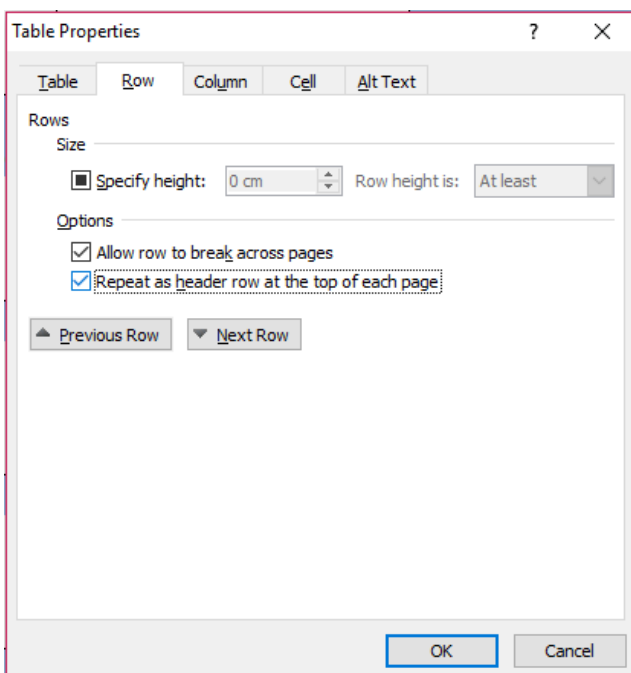 Table Properties ?
Table Row Column Cell Alt Text
Rows
Size
Specify height: 0 cm Row height is: At least
Options
Allow row to break across pages
Repeat as header row at the top of each page
Previous Row Next Row
OK Cancel